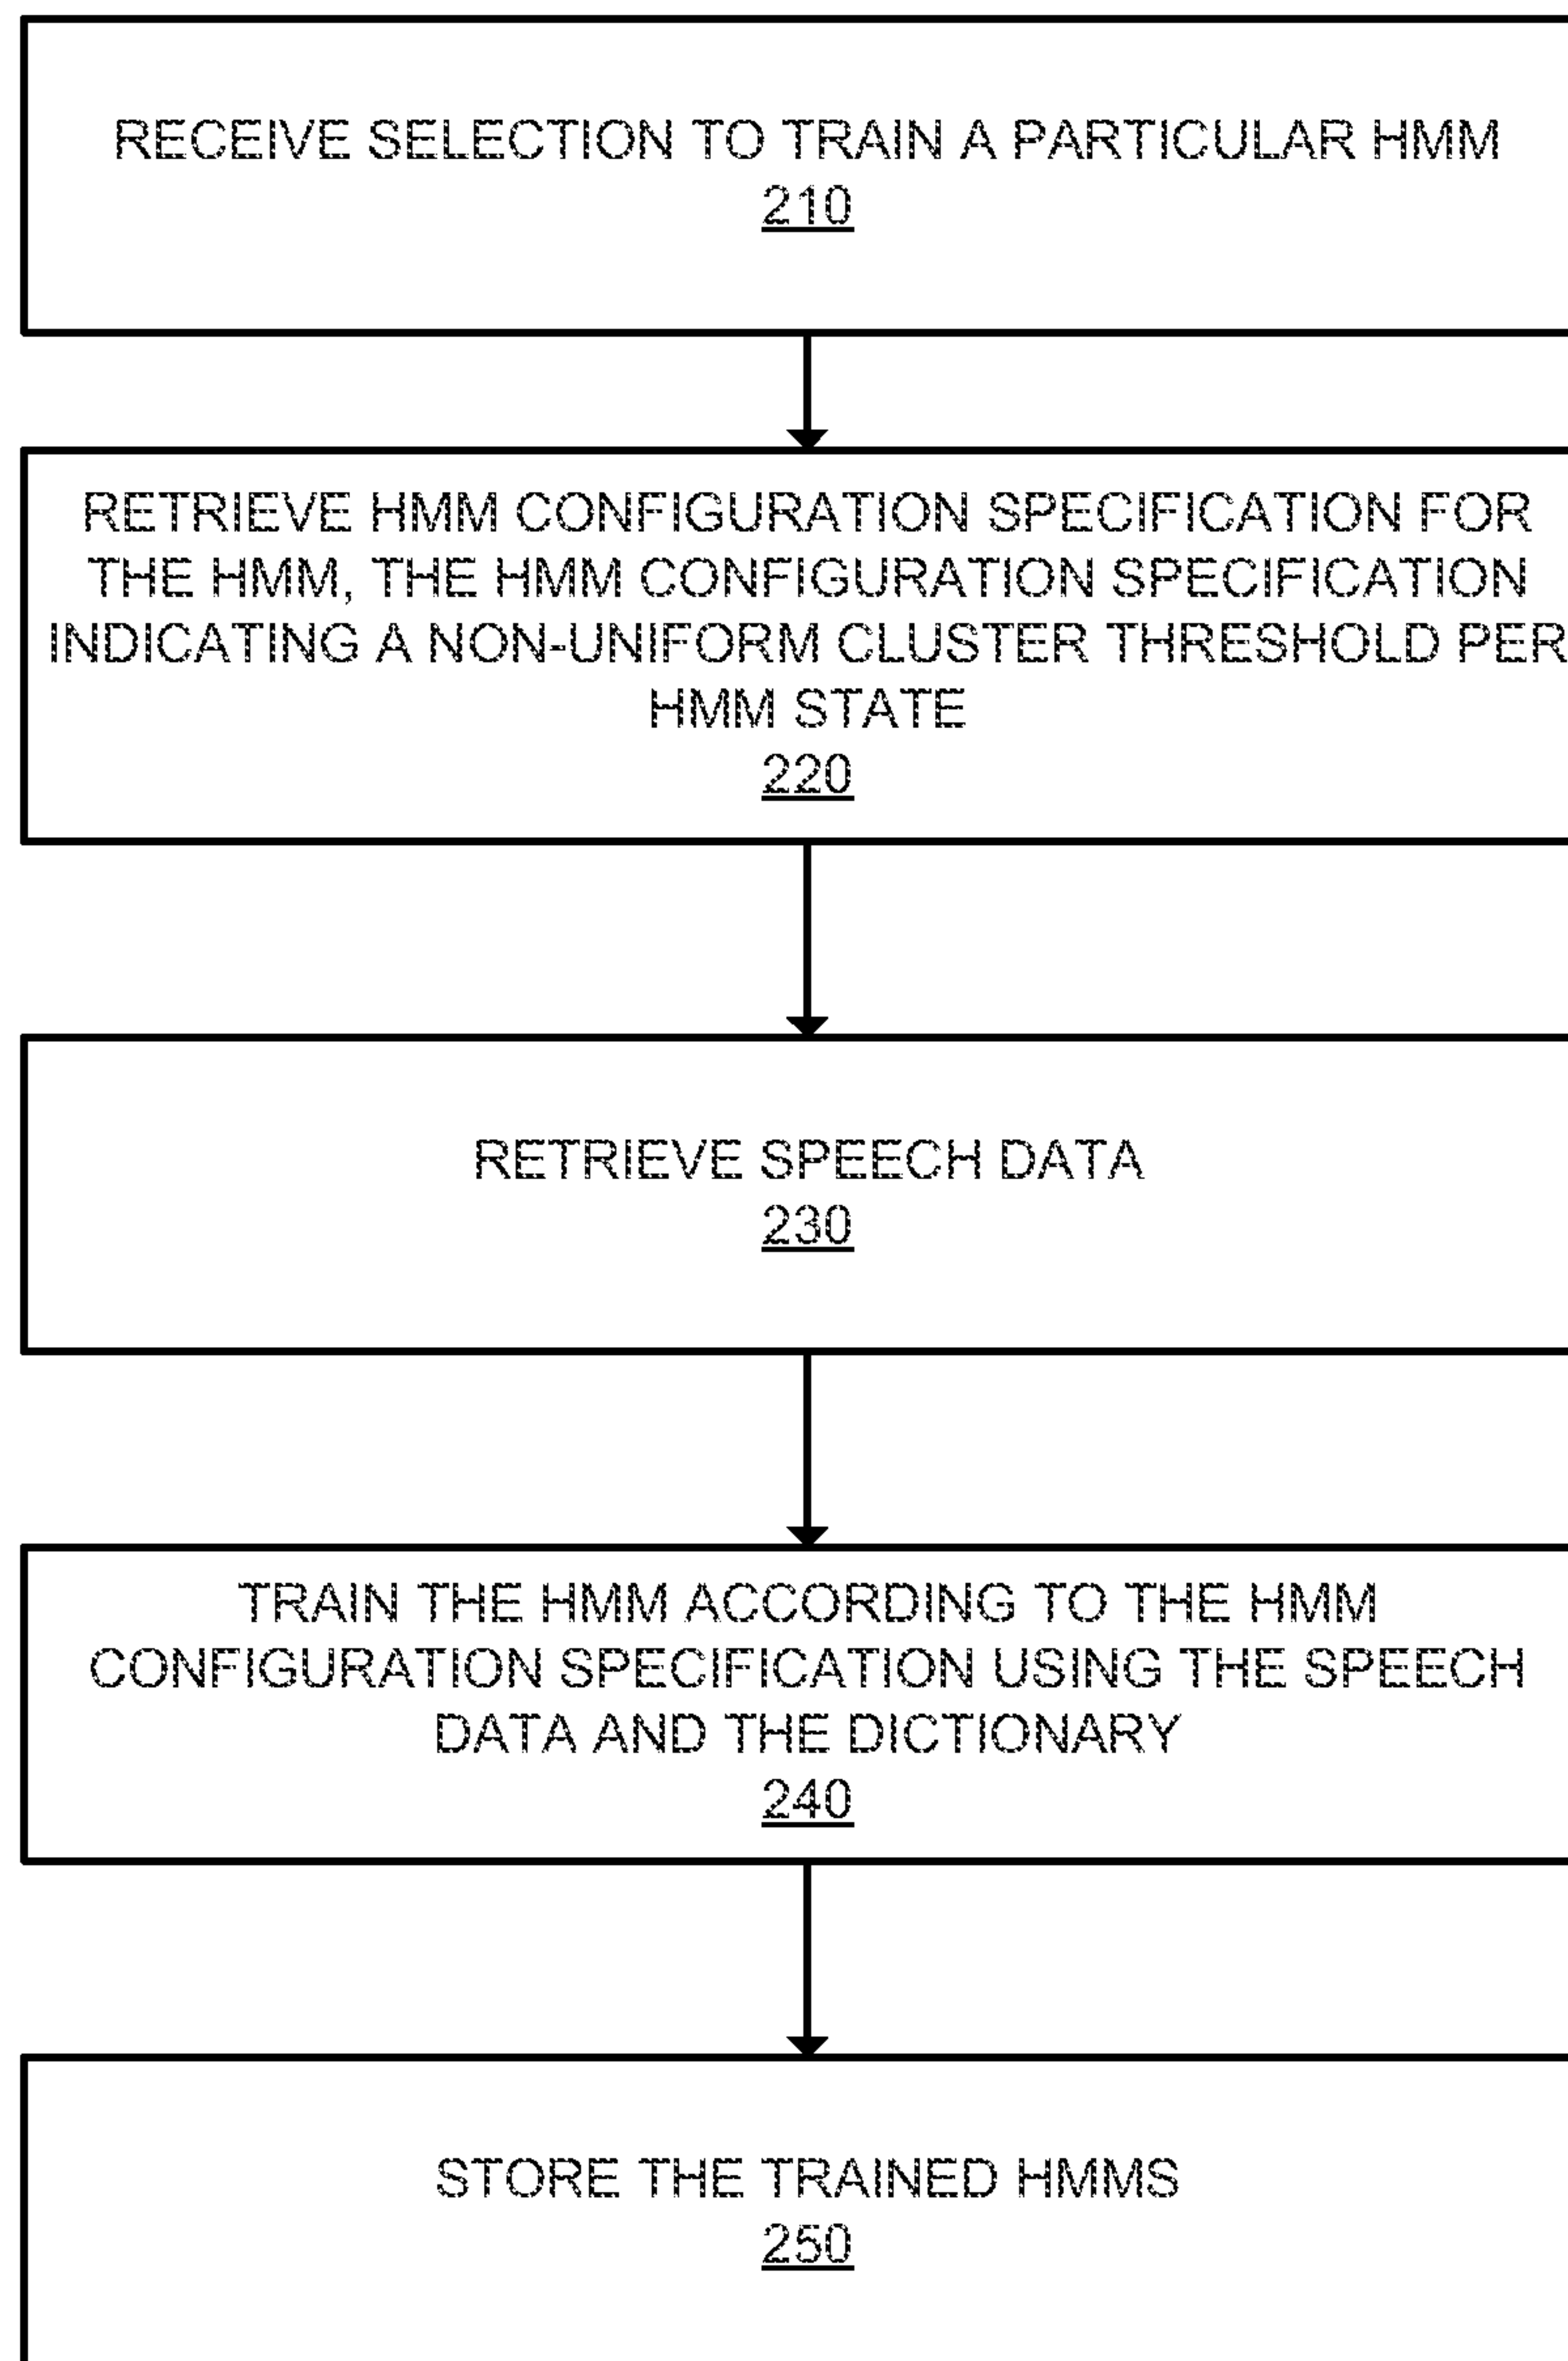 RECEIVE SELECTION TO TRAIN A PARTICULAR HMM
210
RETRIEVE HMM CONFIGURATION SPECIFICATION FOR
THE HMM, THE HMM CONFIGURATION SPECIFICATION
INDICATING A NON-UNIFORM CLUSTER THRESHOLD PER
HMM STATE
220
RETRIEVE SPEECH DATA
230
TRAIN THE HMM ACCORDING TO THE HMM
CONFIGURATION SPECIFICATION USING THE SPEECH
DATA AND THE DICTIONARY
240
STORE THE TRAINED HMMS
250